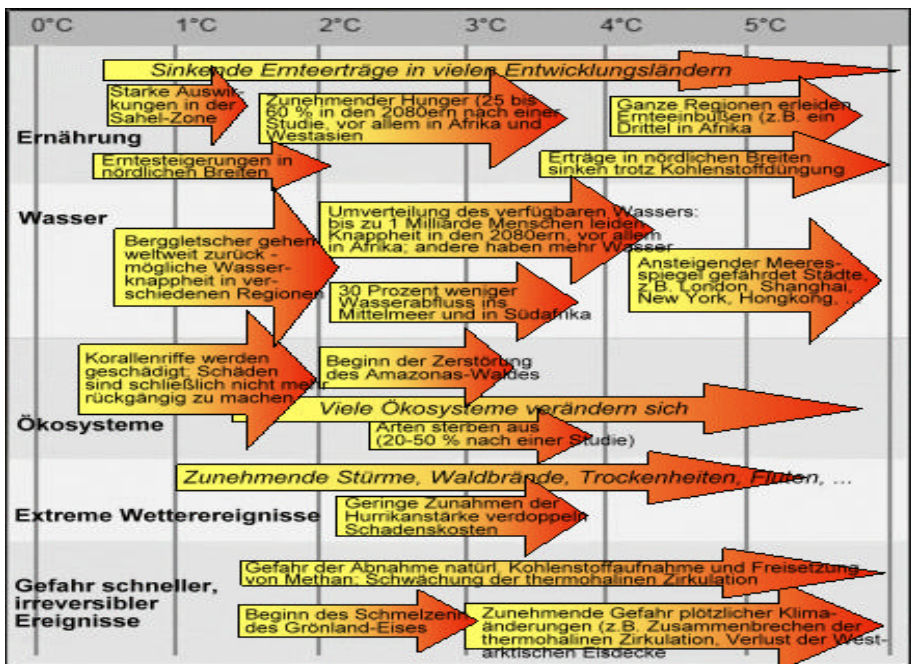 0°C 1°C 2°C 3°C 4°C 5°C
Sinkende Ernteerträge in vielen Entwicklungsländern
Starke Auswir-
kungen in der
Sahel-Zone
Zunehmender Hunger (25 bis
60 % in den 2080ern nach einer
Studie, vor allem in Afrika und
Westasien
Ganze Regionen erleiden
Ernteeinbußen (z.B. ein
Drittel in Afrika
Ernährung
Erntesteigerungen in
nördlichen Breiten
Erträge in nördlichen Breiten
sinken trotz Kohlenstoffdüngung
Wasser
Berggletscher gehen
weltweit zurück -
mögliche Wasser-
knappheit in ver-
schiedenen Regionen
Umverteilung des verfügbaren Wassers:
bis zu 1 Milliarde Menschen leiden
Knappheit in den 2080ern, vor allem
in Afrika; andere haben mehr Wasser
30 Prozent weniger
Wasserabfluss ins
Mittelmeer und in Südafrika
Ansteigender Meeres-
spiegel gefährdet Städte,
z.B. London, Shanghai,
New York, Hongkong, ...
Korallenriffe werden
geschädigt; Schäden
sind schließlich nicht mehr
rückgängig zu machen
Beginn der Zerstörung
des Amazonas-Waldes
Viele Ökosysteme verändern sich
Ökosysteme
Arten sterben aus
(20-50 % nach einer Studie)
Zunehmende Stürme, Waldbrände, Trockenheiten, Fluten, ...
Extreme Wetterereignisse
Geringe Zunahmen der
Hurrikanstärke verdoppeln
Schadenskosten
Gefahr schneller,
irreversibler
Ereignisse
Gefahr der Abnahme natürl. Kohlenstoffaufnahme und Freisetzung
von Methan: Schwächung der thermohalinen Zirkulation
Beginn des Schmelzenn
des Grönland-Eises
Zunehmende Gefahr plötzlicher Klima-
änderungen (z.B. Zusammenbrechen der
thermohalinen Zirkulation, Verlust der West-
arktischen Eisdecke